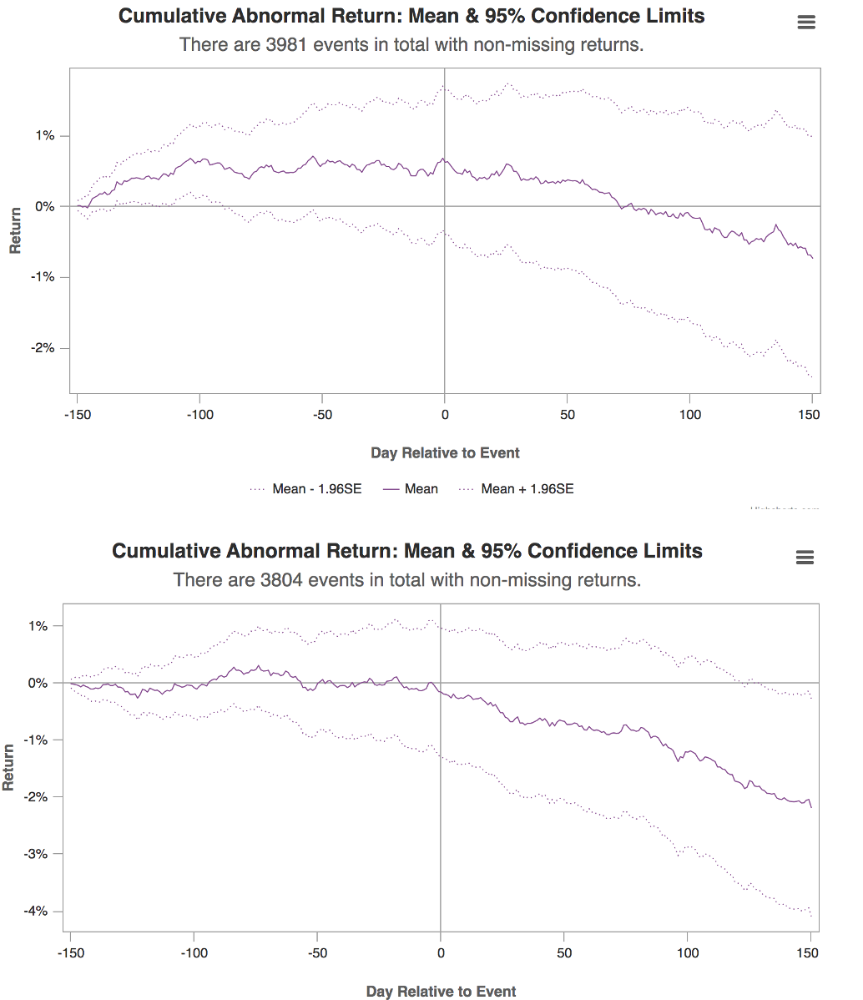 Cumulative Abnormal Return: Mean & 95% Confidence Limits
There are 3981 events in total with non-missing returns.
1%
0%
-1%
-2%
Return
-150 -100 -50 0 50 100 150
Day Relative to Event
Mean - 1.96SE Mean Mean + 1.96SE
Cumulative Abnormal Return: Mean & 95% Confidence Limits
There are 3804 events in total with non-missing returns.
1%
0%
-1%
-2%
-3%
-4%
Return
-150 -100 -50 0 50 100 150
Day Relative to Event